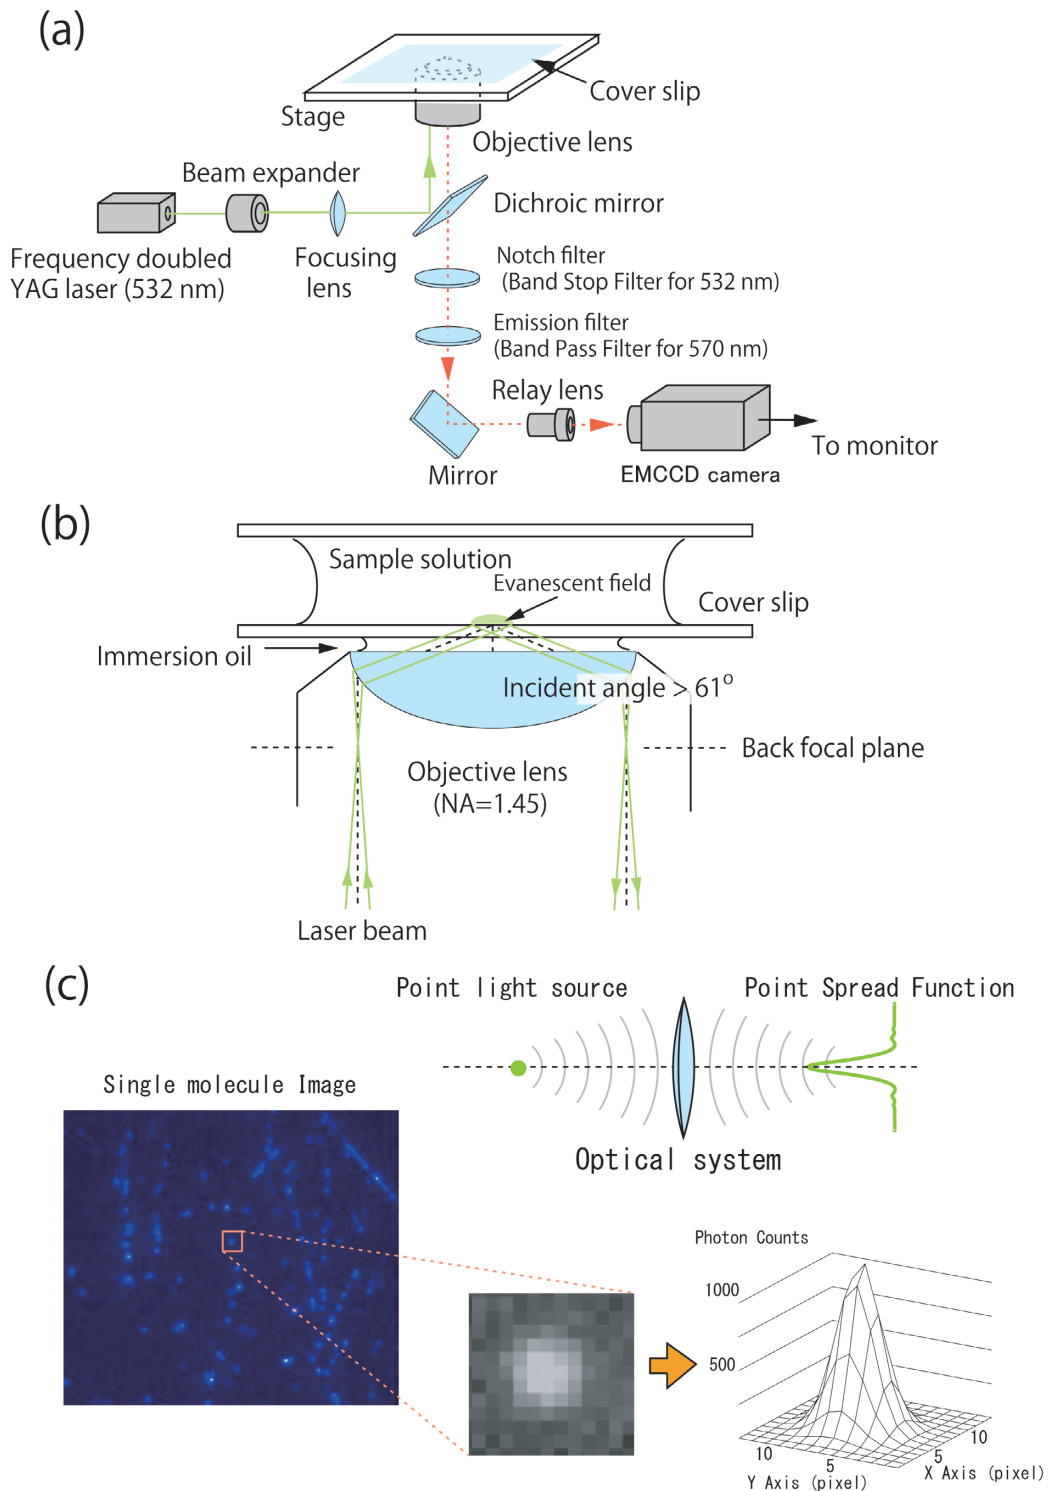 (a)
Cover slip
Stage
Objective lens
Beam expander
Dichroic mirror
Frequency doubled
YAG laser (532 nm)
Focusing
lens
Notch filter
(Band Stop Filter for 532 nm)
Emission filter
(Band Pass Filter for 570 nm)
Relay lens
To monitor
Mirror
EMCCD camera
(b)
Sample solution
Evanescent field
Cover slip
Immersion oil
Incident angle > 61°
Back focal plane
Objective lens
(NA=1.45)
Laser beam
(c)
Point light source
Point Spread Function
Single molecule Image
Optical system
Photon Counts
1000
500
10
5
Y Axis (pixel)
5
10
X Axis (pixel)